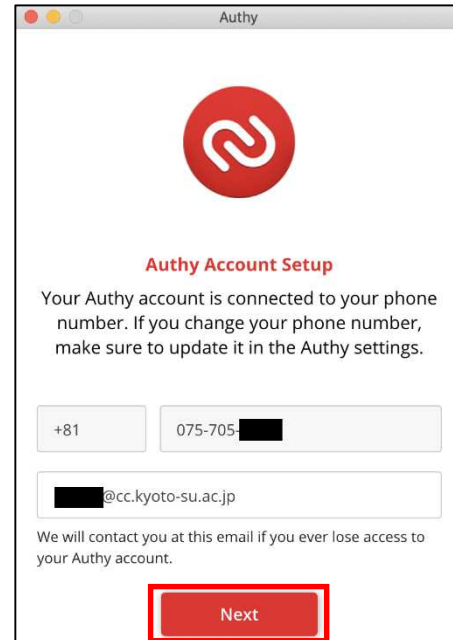 Authy
Authy Account Setup
Your Authy account is connected to your phone
number. If you change your phone number,
make sure to update it in the Authy settings.
+81 075-705-
@cc.kyoto-su.ac.jp
We will contact you at this email if you ever lose access to
your Authy account.
Next